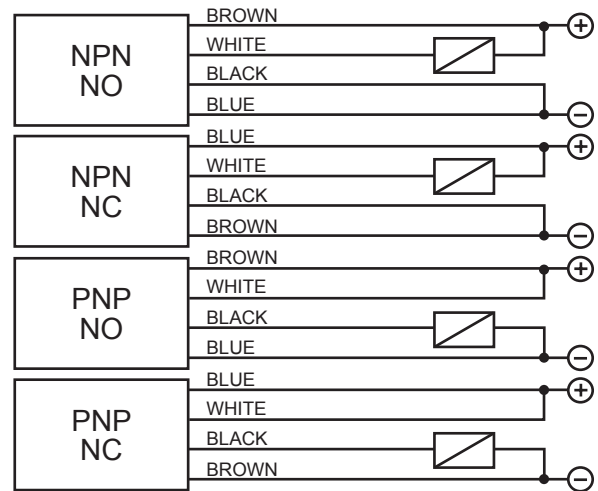 NPN
NO
BROWN
WHITE
BLACK
BLUE
+
−
NPN
NC
BLUE
WHITE
BLACK
BROWN
+
−
PNP
NO
BROWN
WHITE
BLACK
BLUE
+
−
PNP
NC
BLUE
WHITE
BLACK
BROWN
+
−